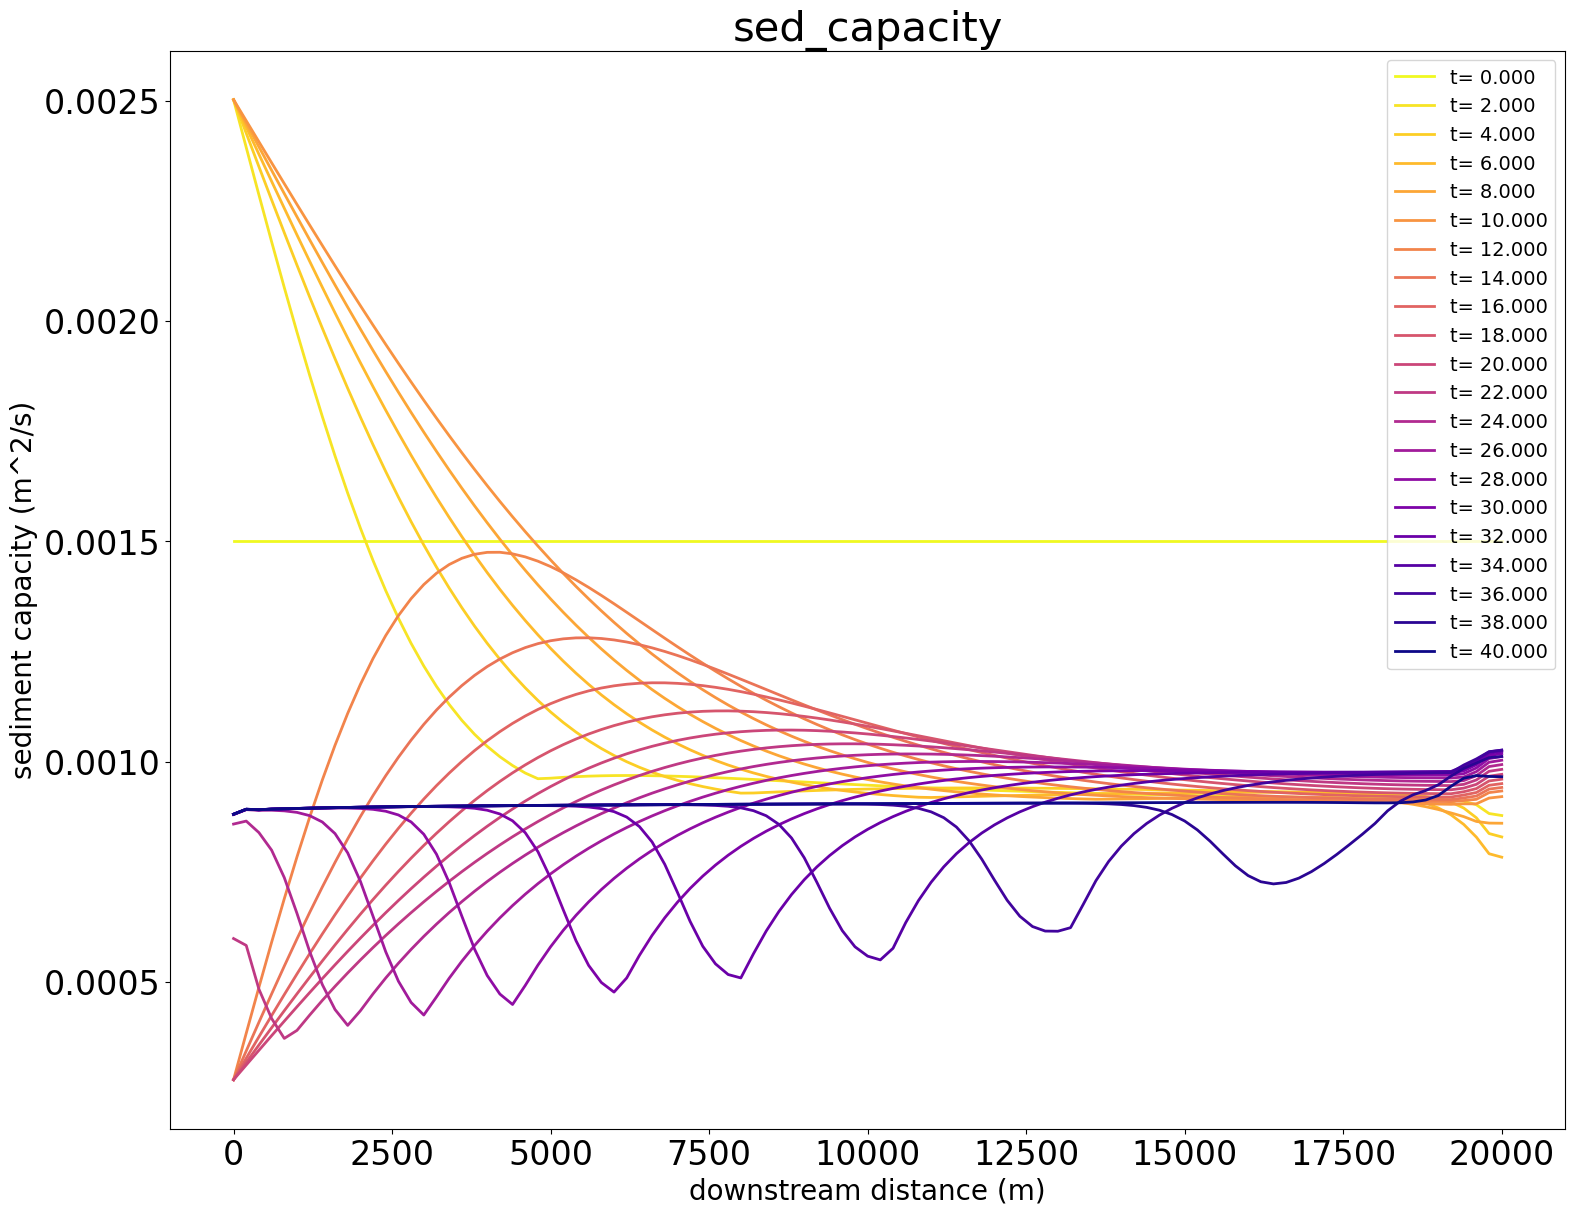 sed_capacity
sediment capacity (m^2/s)
0.0025
0.0020
0.0015
0.0010
0.0005
0 2500 5000 7500 10000 12500 15000 17500 20000
downstream distance (m)
t= 0.000
t= 2.000
t= 4.000
t= 6.000
t= 8.000
t= 10.000
t= 12.000
t= 14.000
t= 16.000
t= 18.000
t= 20.000
t= 22.000
t= 24.000
t= 26.000
t= 28.000
t= 30.000
t= 32.000
t= 34.000
t= 36.000
t= 38.000
t= 40.000